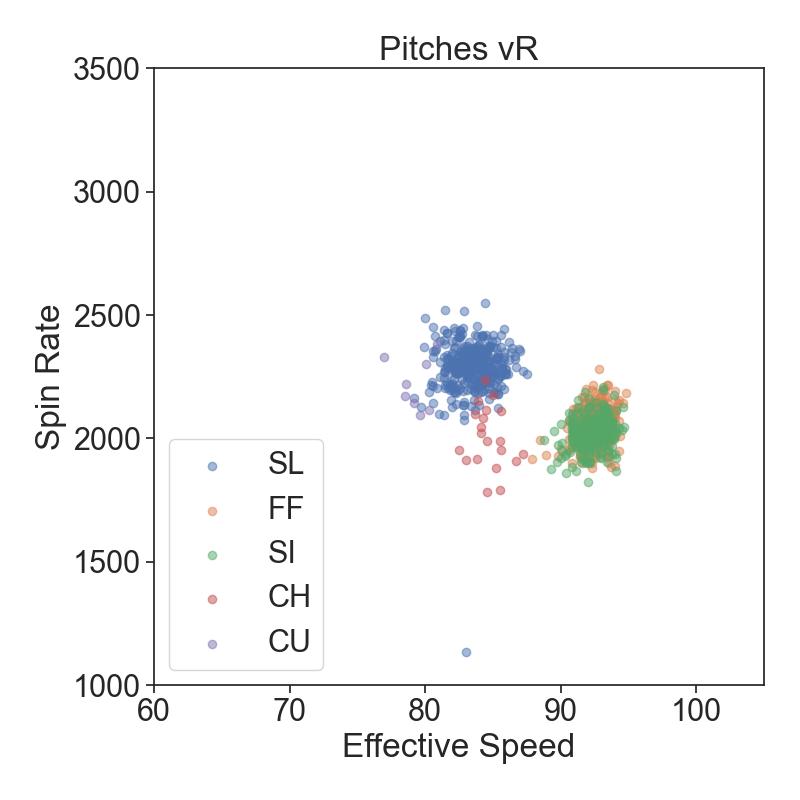 Pitches vR
3500
3000
2500
2000
1500
1000
Spin Rate
SL
FF
SI
CH
CU
60 70 80 90 100
Effective Speed